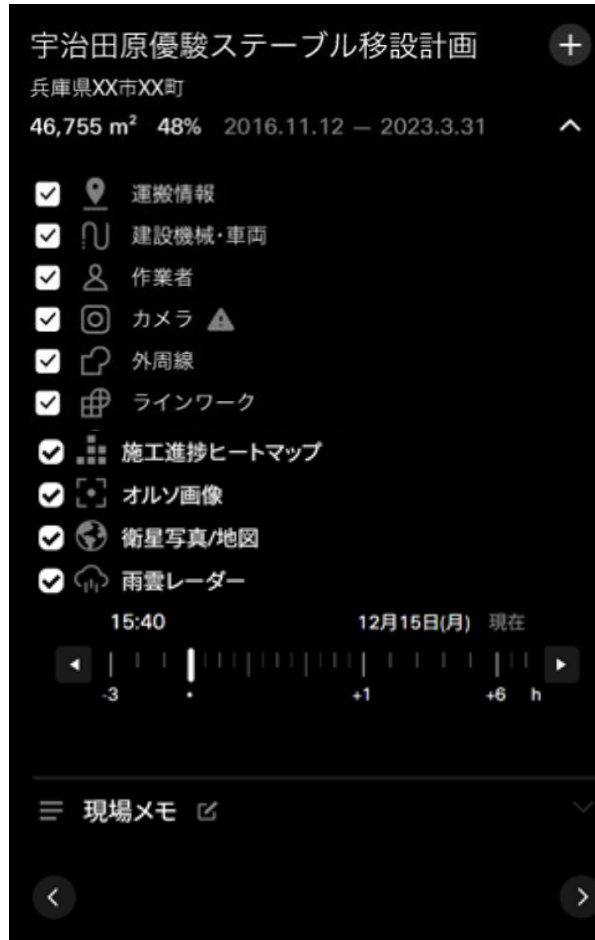 宇治田原優駿ステーブル移設計画
兵庫県XX市XX町
46,755 m² 48% 2016.11.12 — 2023.3.31
運搬情報
建設機械・車両
作業者
カメラ
外周線
ラインワーク
施工進捗ヒートマップ
オルソ画像
衛星写真/地図
雨雲レーダー
15:40 12月15日(月) 現在
-3 +1 +6 h
現場メモ